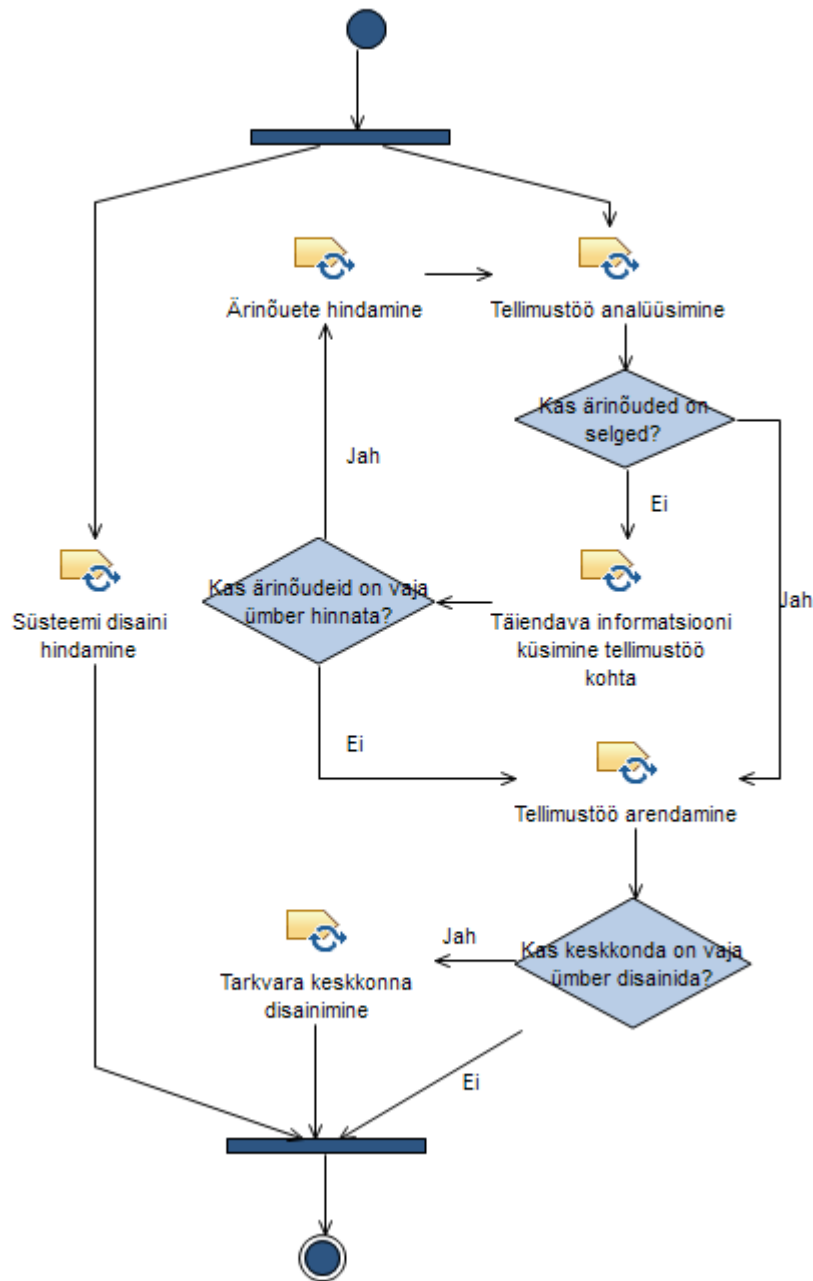 Ärinõuete hindamine
Tellimustöö analüüsimine
Kas ärinõuded on
selged?
Jah
Ei
Kas ärinõudeid on vaja
ümber hinnata?
Süsteemi disaini
hindamine
Täiendava informatsiooni
küsimine tellimustöö
kohta
Jah
Ei
Tellimustöö arendamine
Kas keskkonda on vaja
ümber disainida?
Jah
Tarkvara keskkonna
disainimine
Ei